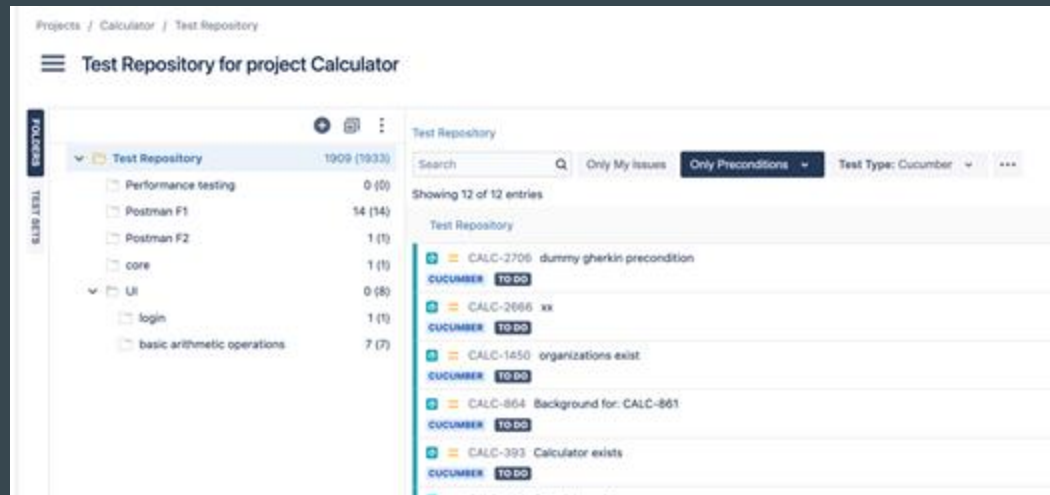 Projects / Calculator / Test Repository
Test Repository for project Calculator
FOLDERS
TEST SETS
Test Repository 1909 (1933)
Performance testing 0 (0)
Postman F1 14 (14)
Postman F2 1 (1)
core 1 (1)
UI 0 (8)
login 1 (1)
basic arithmetic operations 7 (7)
Test Repository
Search Only My Issues Only Preconditions Test Type: Cucumber
Showing 12 of 12 entries
Test Repository
CALC-2706 dummy gherkin precondition
CUCUMBER TO DO
CALC-2666 xx
CUCUMBER TO DO
CALC-1450 organizations exist
CUCUMBER TO DO
CALC-864 Background for: CALC-861
CUCUMBER TO DO
CALC-393 Calculator exists
CUCUMBER TO DO